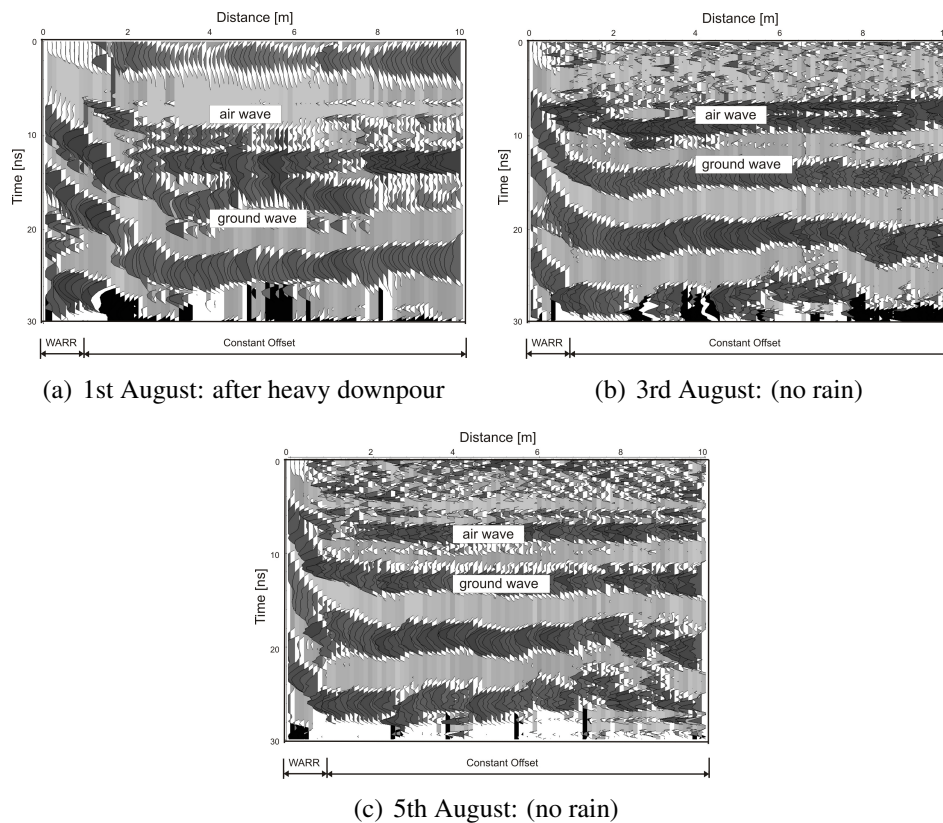 Distance [m]
0 2 4 6 8 10
0
10
20
30
Time [ns]
air wave
ground wave
WARR Constant Offset
(a) 1st August: after heavy downpour
Distance [m]
0 2 4 6 8 1
0
10
20
30
Time [ns]
air wave
ground wave
WARR Constant Offset
(b) 3rd August: (no rain)
Distance [m]
0 2 4 6 8 10
0
10
20
30
Time [ns]
air wave
ground wave
WARR Constant Offset
(c) 5th August: (no rain)